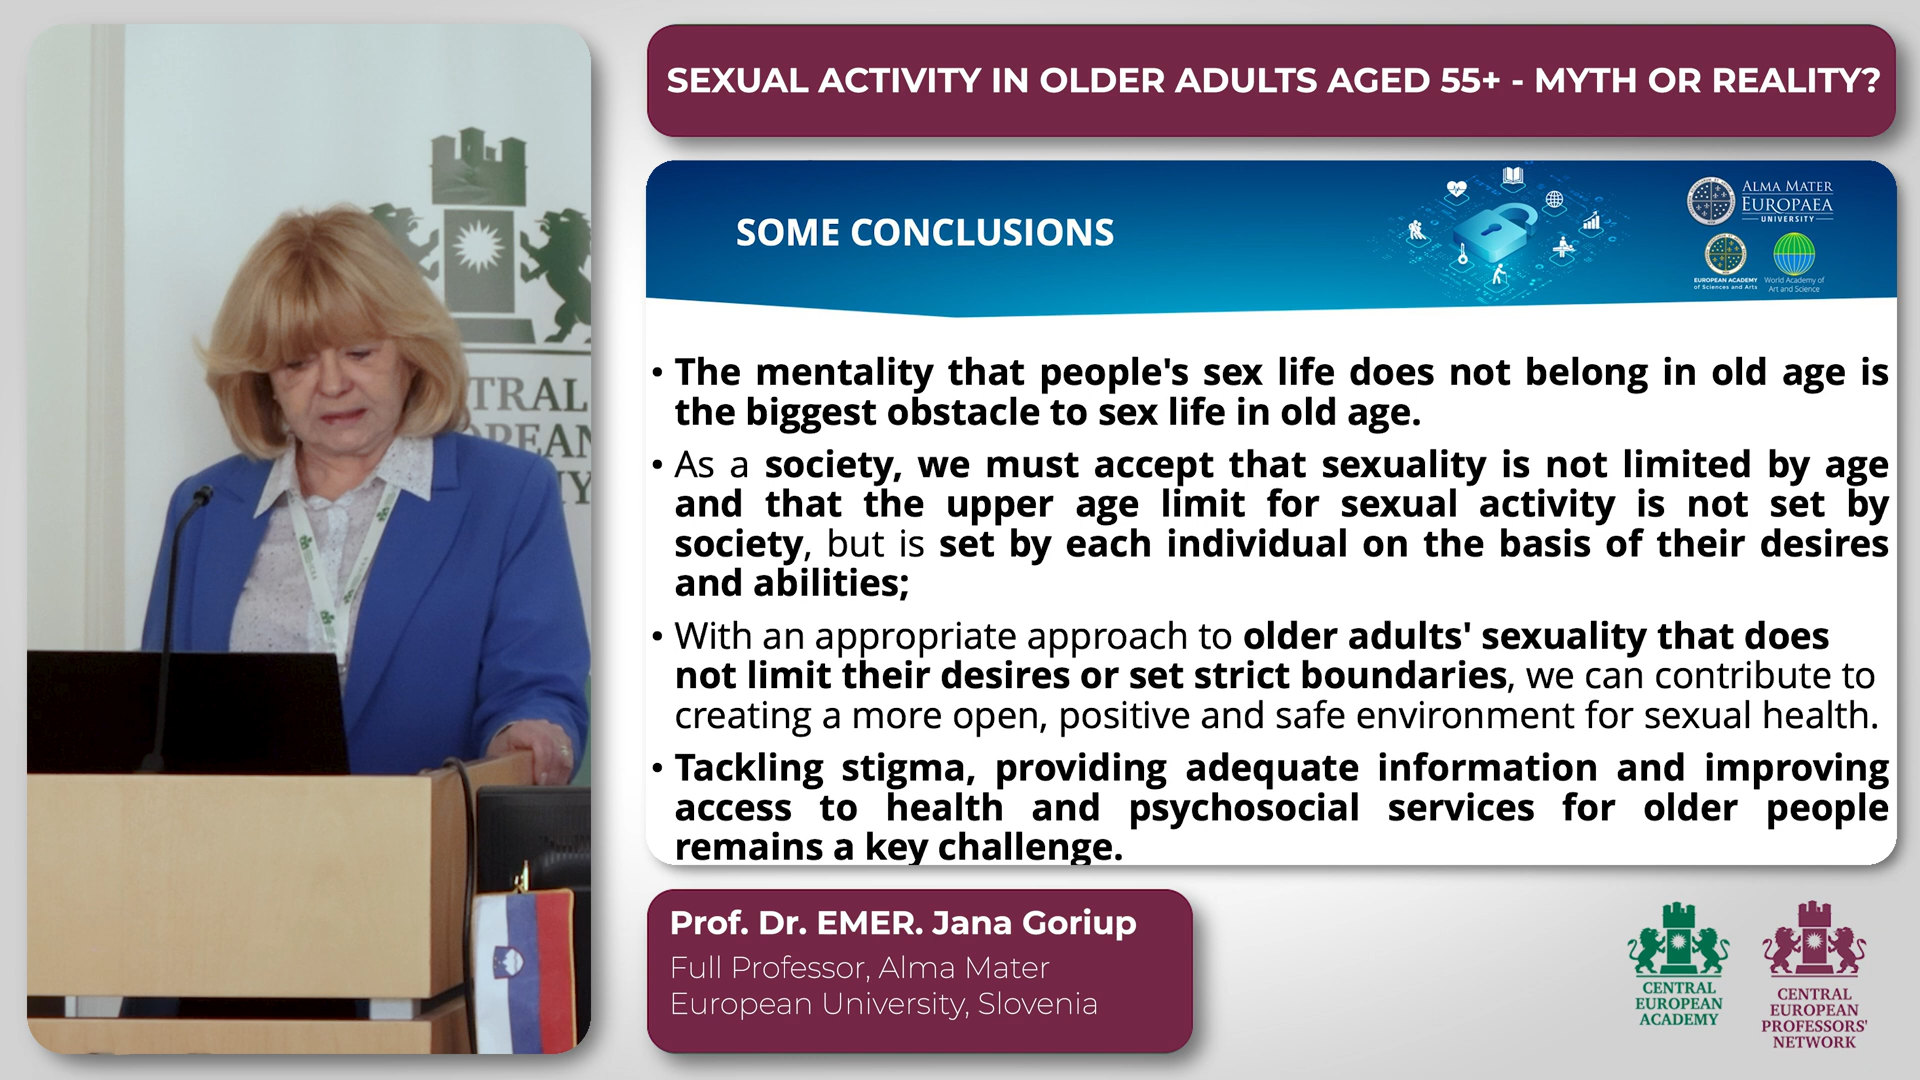 SEXUAL ACTIVITY IN OLDER ADULTS AGED 55+ - MYTH OR REALITY?
SOME CONCLUSIONS
ALMA MATER
EUROPAEA
UNIVERSITY
EUROPEAN ACADEMY
of Sciences and Arts
World Academy of
Art and Science
• The mentality that people's sex life does not belong in old age is
the biggest obstacle to sex life in old age.
• As a society, we must accept that sexuality is not limited by age
and that the upper age limit for sexual activity is not set by
society, but is set by each individual on the basis of their desires
and abilities;
• With an appropriate approach to older adults' sexuality that does
not limit their desires or set strict boundaries, we can contribute to
creating a more open, positive and safe environment for sexual health.
• Tackling stigma, providing adequate information and improving
access to health and psychosocial services for older people
remains a key challenge.
Prof. Dr. EMER. Jana Goriup
Full Professor, Alma Mater
European University, Slovenia
CENTRAL
EUROPEAN
ACADEMY
CENTRAL
EUROPEAN
PROFESSORS'
NETWORK